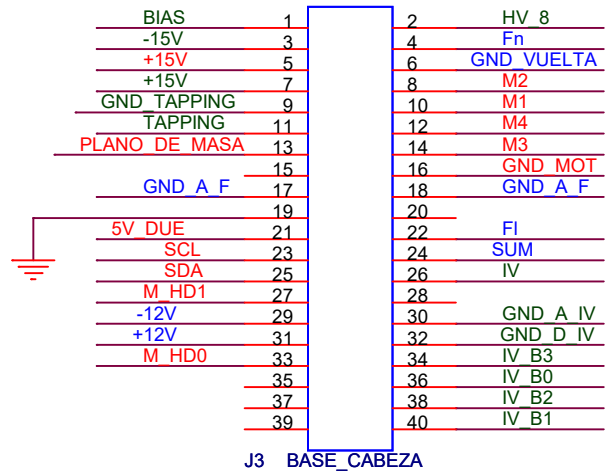 BIAS 1 2 HV_8
-15V 3 4 Fn
+15V 5 6 GND_VUELTA
+15V 7 8 M2
GND_TAPPING 9 10 M1
TAPPING 11 12 M4
PLANO_DE_MASA 13 14 M3
15 16 GND_MOT
GND_A_F 17 18 GND_A_F
19 20
5V_DUE 21 22 FI
SCL 23 24 SUM
SDA 25 26 IV
M_HD1 27 28
-12V 29 30 GND_A_IV
+12V 31 32 GND_D_IV
M_HD0 33 34 IV_B3
35 36 IV_B0
37 38 IV_B2
39 40 IV_B1
J3 BASE_CABEZA